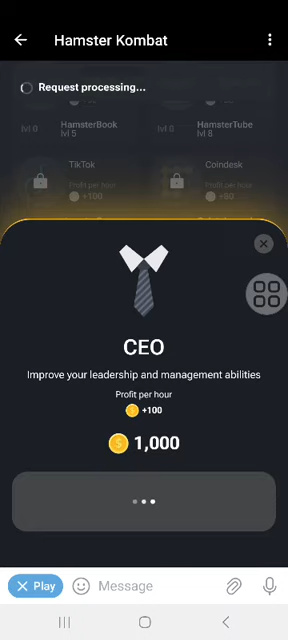 Hamster Kombat
Request processing...
lvl 0 HamsterBook
lvl 5
lvl 8 HamsterTube
lvl 8
TikTok
Profit per hour
+100
Coindesk
Profit per hour
+80
CEO
Improve your leadership and management abilities
Profit per hour
+100
1,000
Play
Message